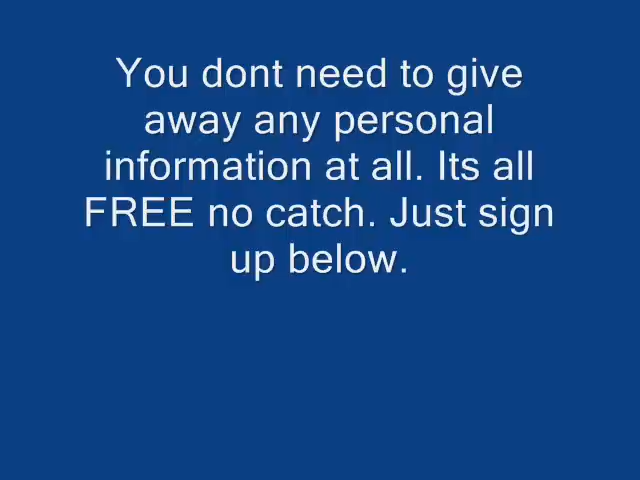 You dont need to give
away any personal
information at all. Its all
FREE no catch. Just sign
up below.